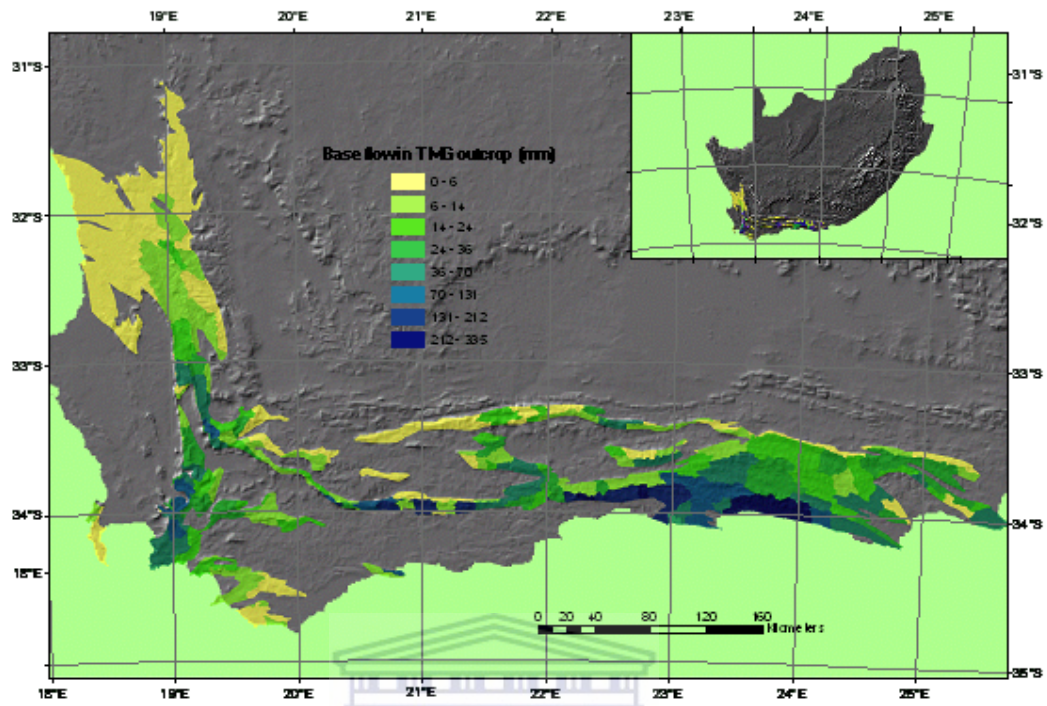 19°E 20°E 21°E 22°E 23°E 24°E 25°E
31°S
31°S
Base flow in TMG outcrop (mm)
0 - 6
6 - 14
14 - 24
24 - 36
36 - 70
70 - 131
131 - 212
212 - 335
32°S
32°S
33°S
33°S
34°S
34°S
15°E
0 20 40 80 120 160
Kilometers
35°S
18°E 19°E 20°E 21°E 22°E 23°E 24°E 25°E